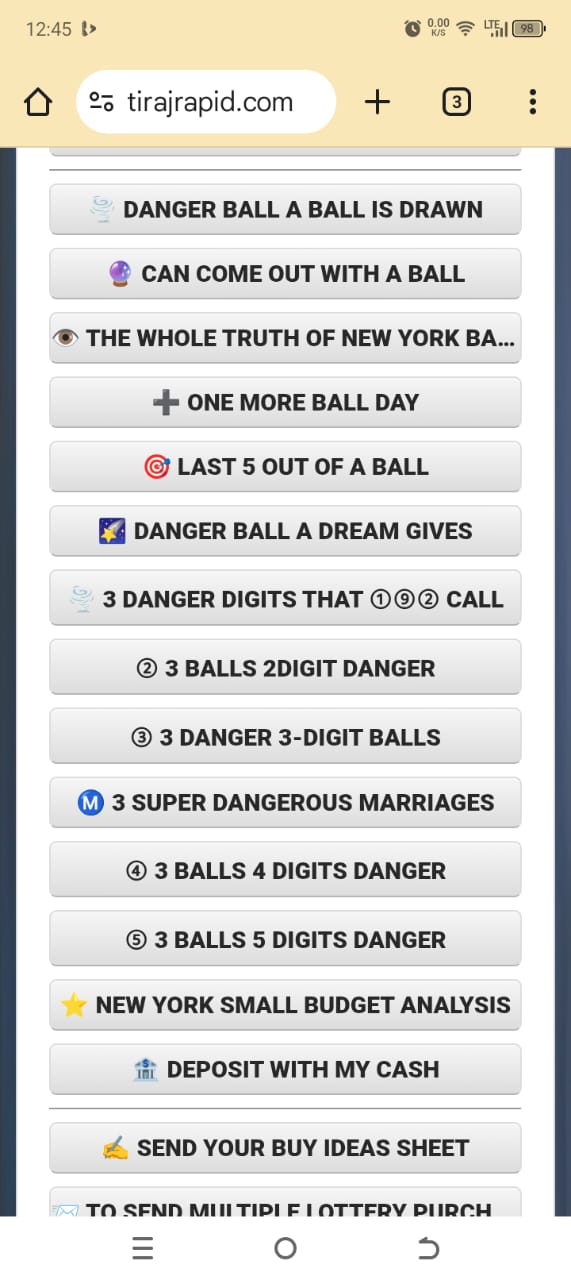 12:45
0.00 K/S
LTE
98
tirajrapid.com
3
DANGER BALL A BALL IS DRAWN
CAN COME OUT WITH A BALL
THE WHOLE TRUTH OF NEW YORK BA...
ONE MORE BALL DAY
LAST 5 OUT OF A BALL
DANGER BALL A DREAM GIVES
3 DANGER DIGITS THAT ①⑨② CALL
② 3 BALLS 2DIGIT DANGER
③ 3 DANGER 3-DIGIT BALLS
Ⓜ️ 3 SUPER DANGEROUS MARRIAGES
④ 3 BALLS 4 DIGITS DANGER
⑤ 3 BALLS 5 DIGITS DANGER
NEW YORK SMALL BUDGET ANALYSIS
DEPOSIT WITH MY CASH
SEND YOUR BUY IDEAS SHEET
TO SEND MULTIPLE LOTTERY PURCH